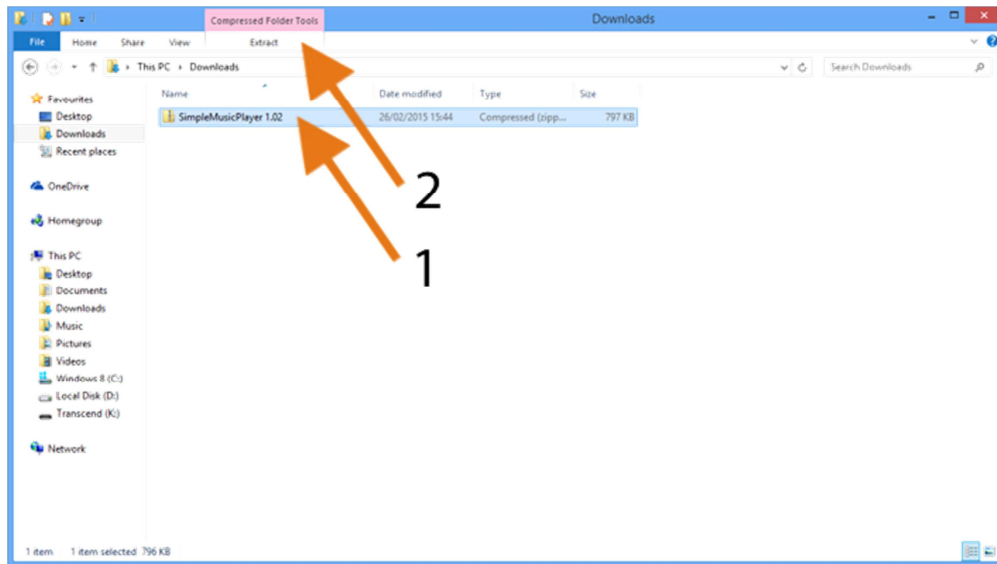 Compressed Folder Tools
Downloads
File Home Share View Extract
This PC Downloads
Search Downloads
Name Date modified Type Size
SimpleMusicPlayer 1.02 26/02/2015 15:44 Compressed (zipp... 797 KB
Favourites
Desktop
Downloads
Recent places
OneDrive
Homegroup
This PC
Desktop
Documents
Downloads
Music
Pictures
Videos
Windows 8 (C:)
Local Disk (D:)
Transcend (K:)
Network
2
1
1 item 1 item selected 796 KB